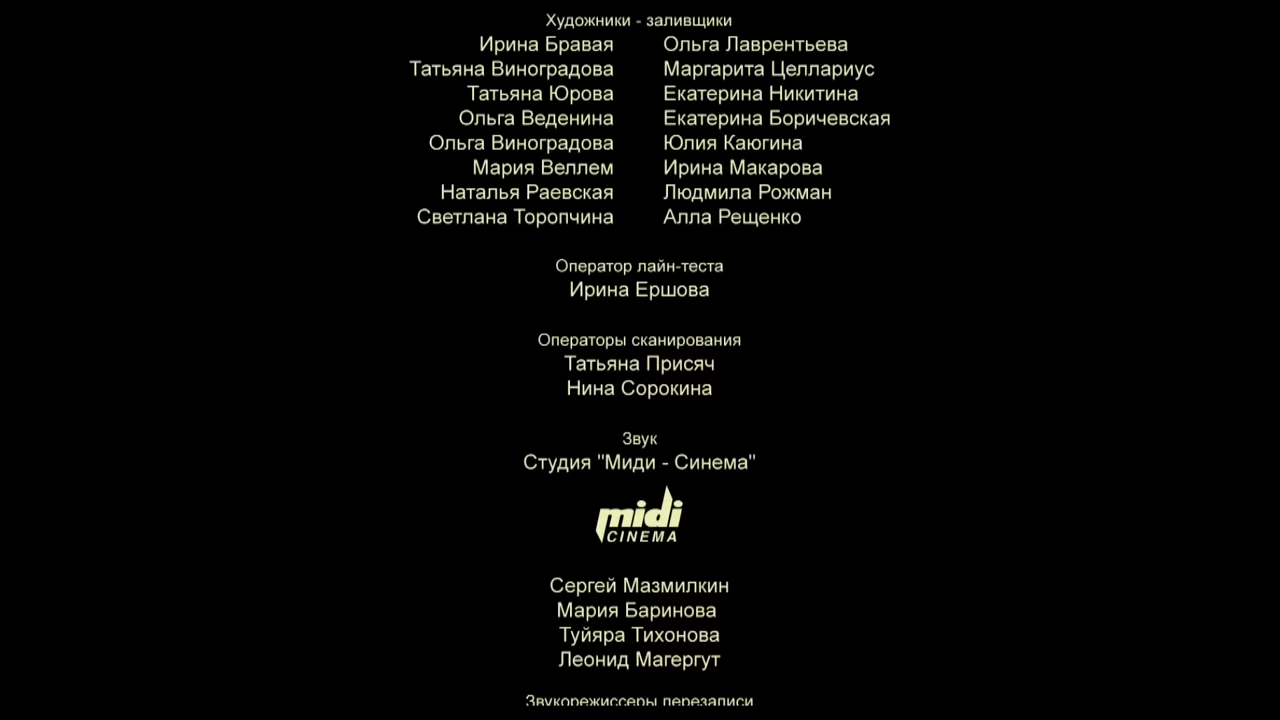 Художники - заливщики
Ирина Бравая Ольга Лаврентьева
Татьяна Виноградова Маргарита Целлариус
Татьяна Юрова Екатерина Никитина
Ольга Веденина Екатерина Боричевская
Ольга Виноградова Юлия Каюгина
Мария Веллем Ирина Макарова
Наталья Раевская Людмила Рожман
Светлана Торопчина Алла Рещенко
Оператор лайн-теста
Ирина Ершова
Операторы сканирования
Татьяна Присяч
Нина Сорокина
Звук
Студия "Миди - Синема"
midi
CINEMA
Сергей Мазмилкин
Мария Баринова
Туйяра Тихонова
Леонид Магергут
Звукорежиссеры перезаписи